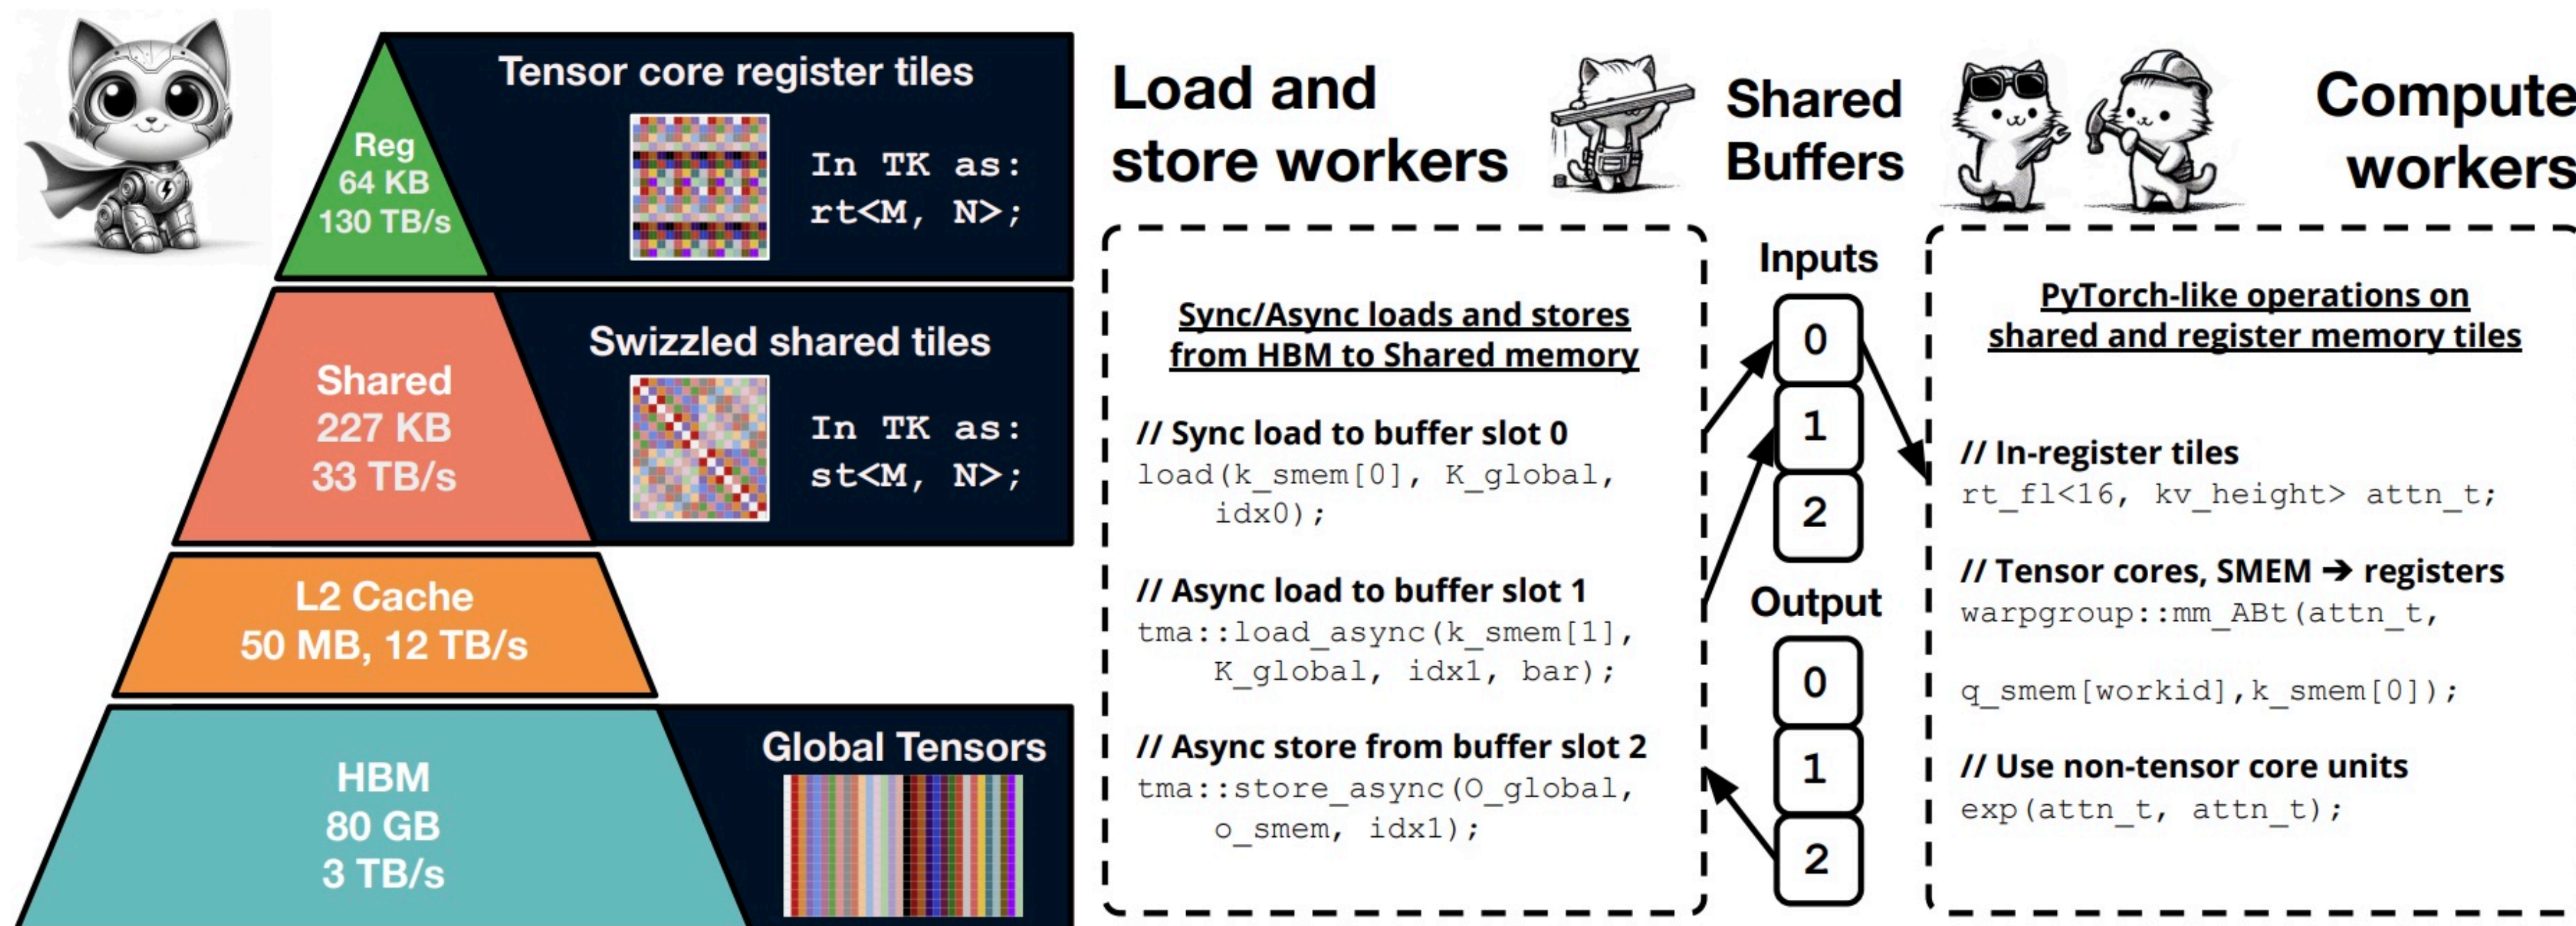 Tensor core register tiles
Reg
64 KB
130 TB/s
In TK as:
rt<M, N>;
Swizzled shared tiles
Shared
227 KB
33 TB/s
In TK as:
st<M, N>;
L2 Cache
50 MB, 12 TB/s
Global Tensors
HBM
80 GB
3 TB/s
Load and
store workers
Sync/Async loads and stores
from HBM to Shared memory
// Sync load to buffer slot 0
load(k_smem[0], K_global,
idx0);
// Async load to buffer slot 1
tma::load_async(k_smem[1],
K_global, idx1, bar);
// Async store from buffer slot 2
tma::store_async(O_global,
o_smem, idx1);
Shared
Buffers
Inputs
0
1
2
Output
0
1
2
Compute
workers
PyTorch-like operations on
shared and register memory tiles
// In-register tiles
rt_fl<16, kv_height> attn_t;
// Tensor cores, SMEM ➔ registers
warpgroup::mm_ABt(attn_t,
q_smem[workid],k_smem[0]);
// Use non-tensor core units
exp(attn_t, attn_t);